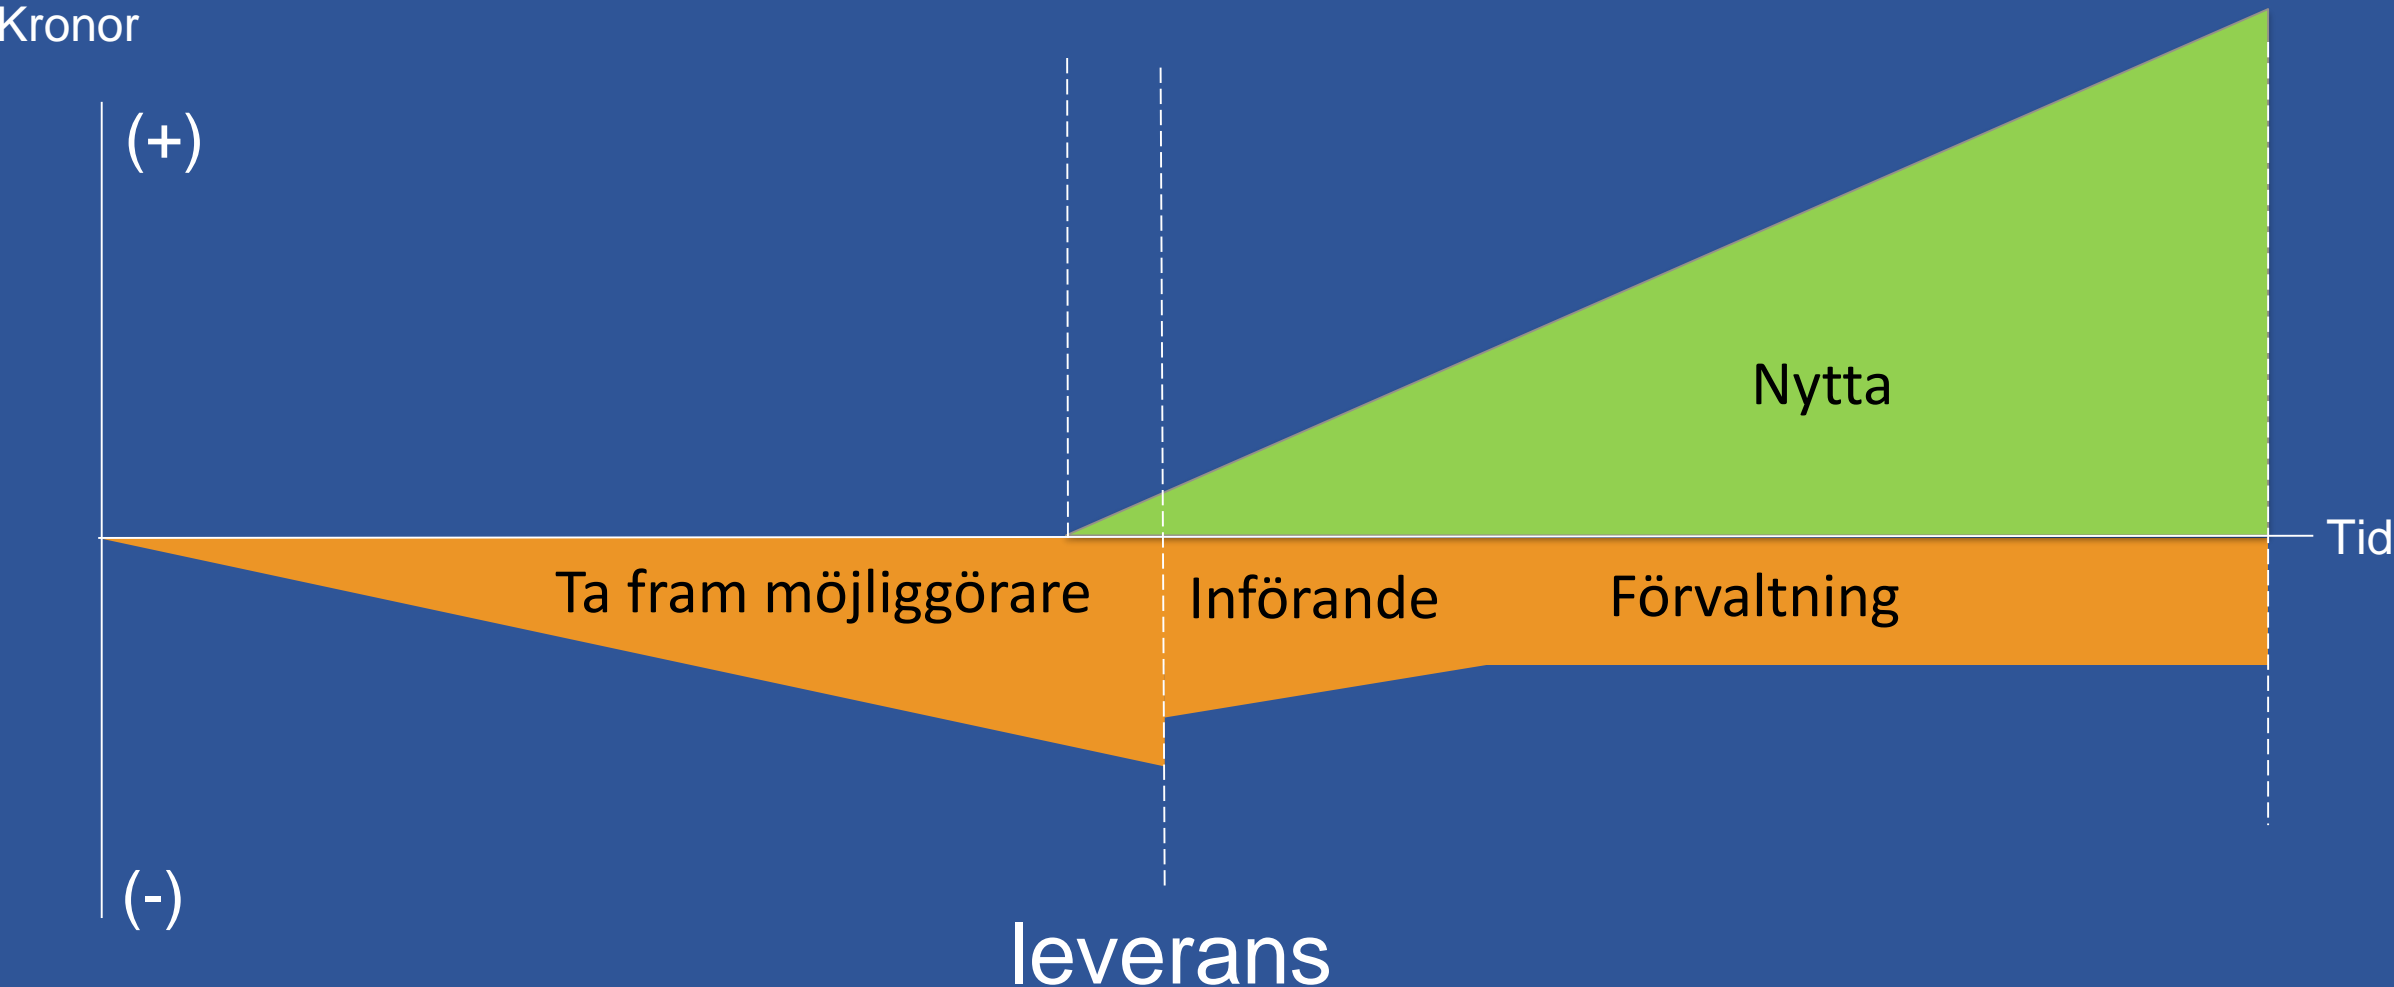 Kronor
(+)
Nytta
Tid
Ta fram möjliggörare
Införande
Förvaltning
(-)
leverans